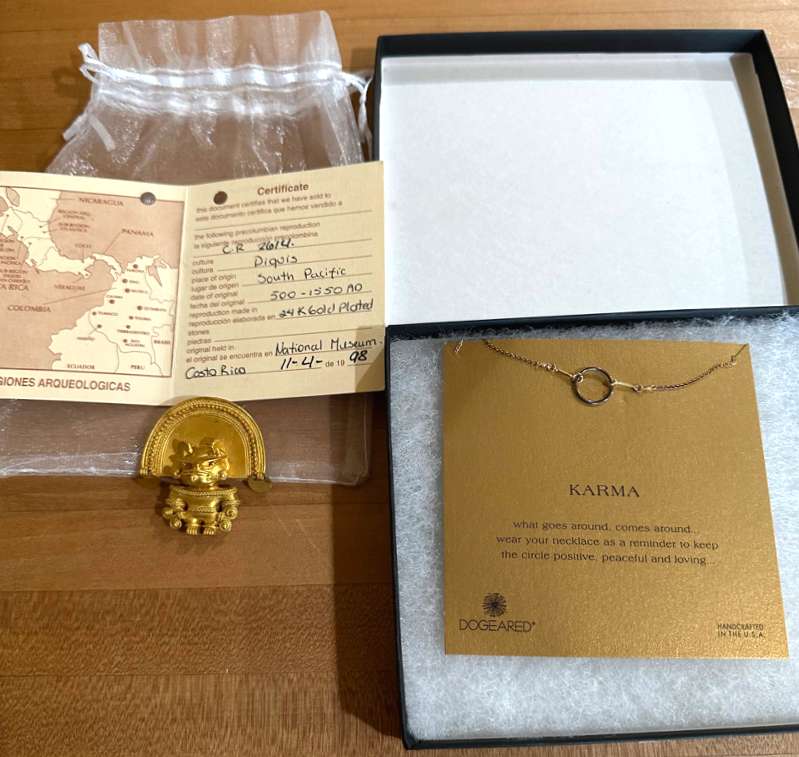 NICARAGUA
PANAMA
COCO
VERAGUAS
COLOMBIA
ECUADOR
PERU
BRASIL
GIONES ARQUEOLOGICAS
Certificate
this document certifies that we have sold to
este documento certifica que hemos vendido a
the following precolumbian reproduction
la siguiente reproducción precolombina
C.R 2614.
culture
cultura Diquis
place of origin
lugar de origen South Pacific
date of original
fecha del original 500-1550 AD
reproduction made in
reproducción elaborada en 24K Gold Plated
stones
piedras
original held in
el original se encuentra en National Museum.
Costa Rica 11-4- de 19 98
KARMA
what goes around, comes around...
wear your necklace as a reminder to keep
the circle positive, peaceful and loving...
DOGEARED®
HANDCRAFTED
IN THE U.S.A.